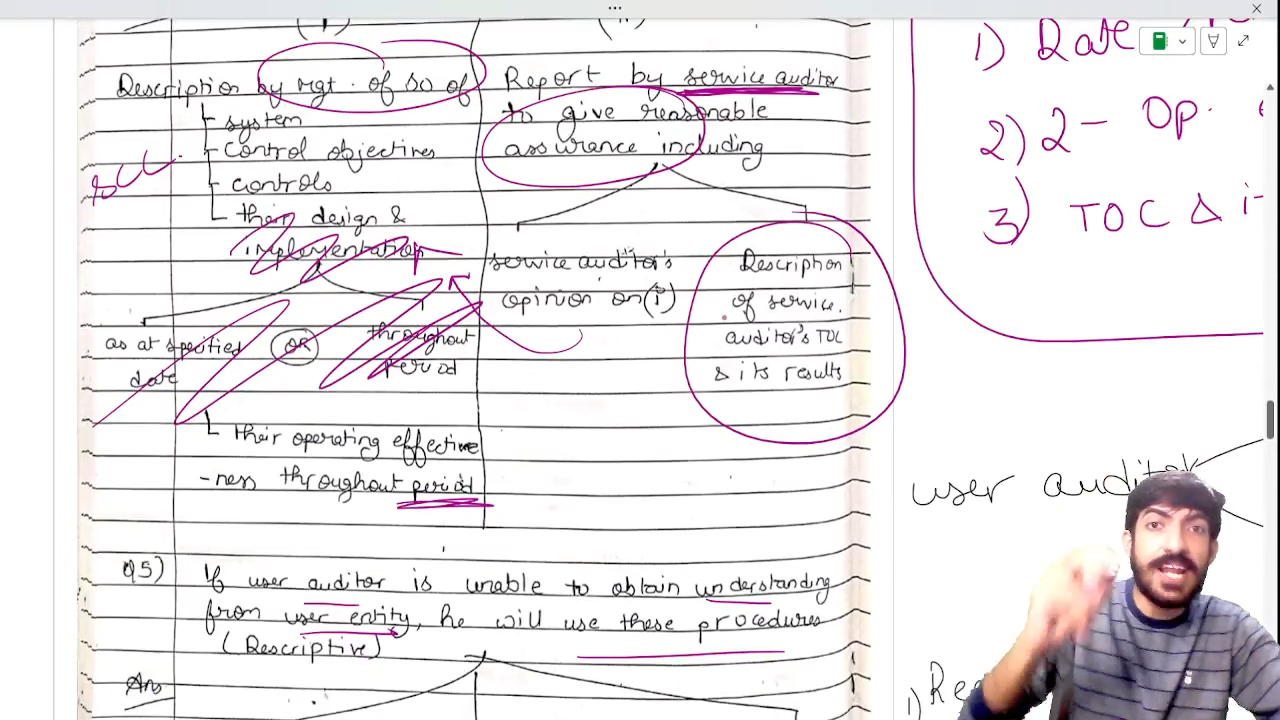 (i)
(ii)
Description by mgt. of SO of
system
control objectives
controls
their design &
implementation
as at specified
date
OR
throughout
period
their operating effective
-ness throughout period
Report by service auditor
to give reasonable
assurance including
service auditor's
opinion on (i)
Description
of service.
auditor's TOC
& its results
Q5) If user auditor is unable to obtain understanding
from user entity, he will use these procedures
(Descriptive)
Ans
1) Date
2) 2- Op.
3) TOC & i
user auditor
1) Re